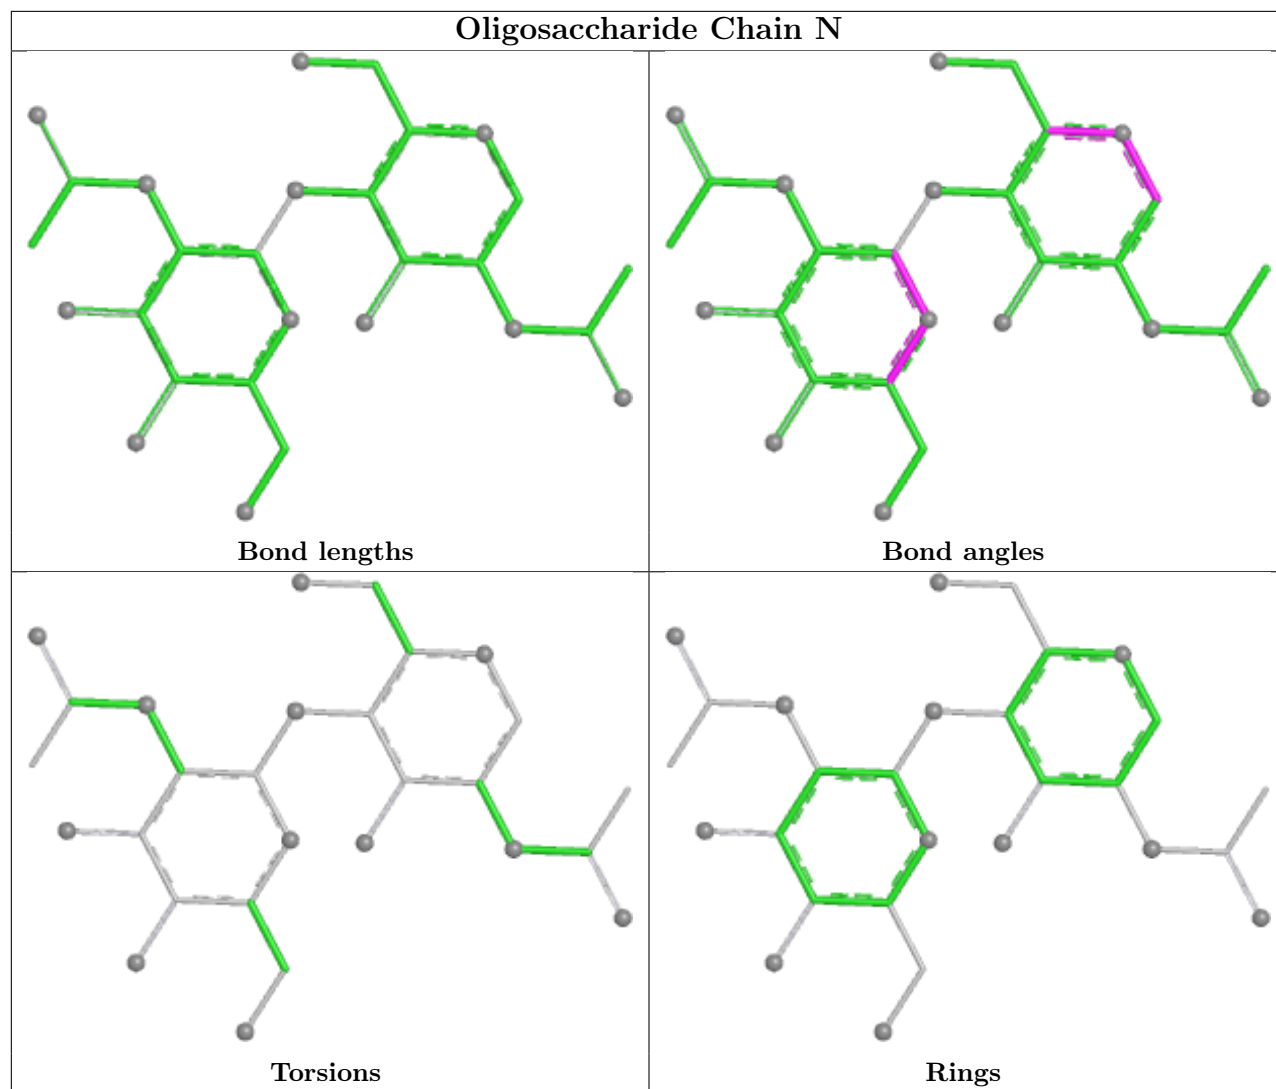 Oligosaccharide Chain N
Bond lengths
Bond angles
Torsions
Rings